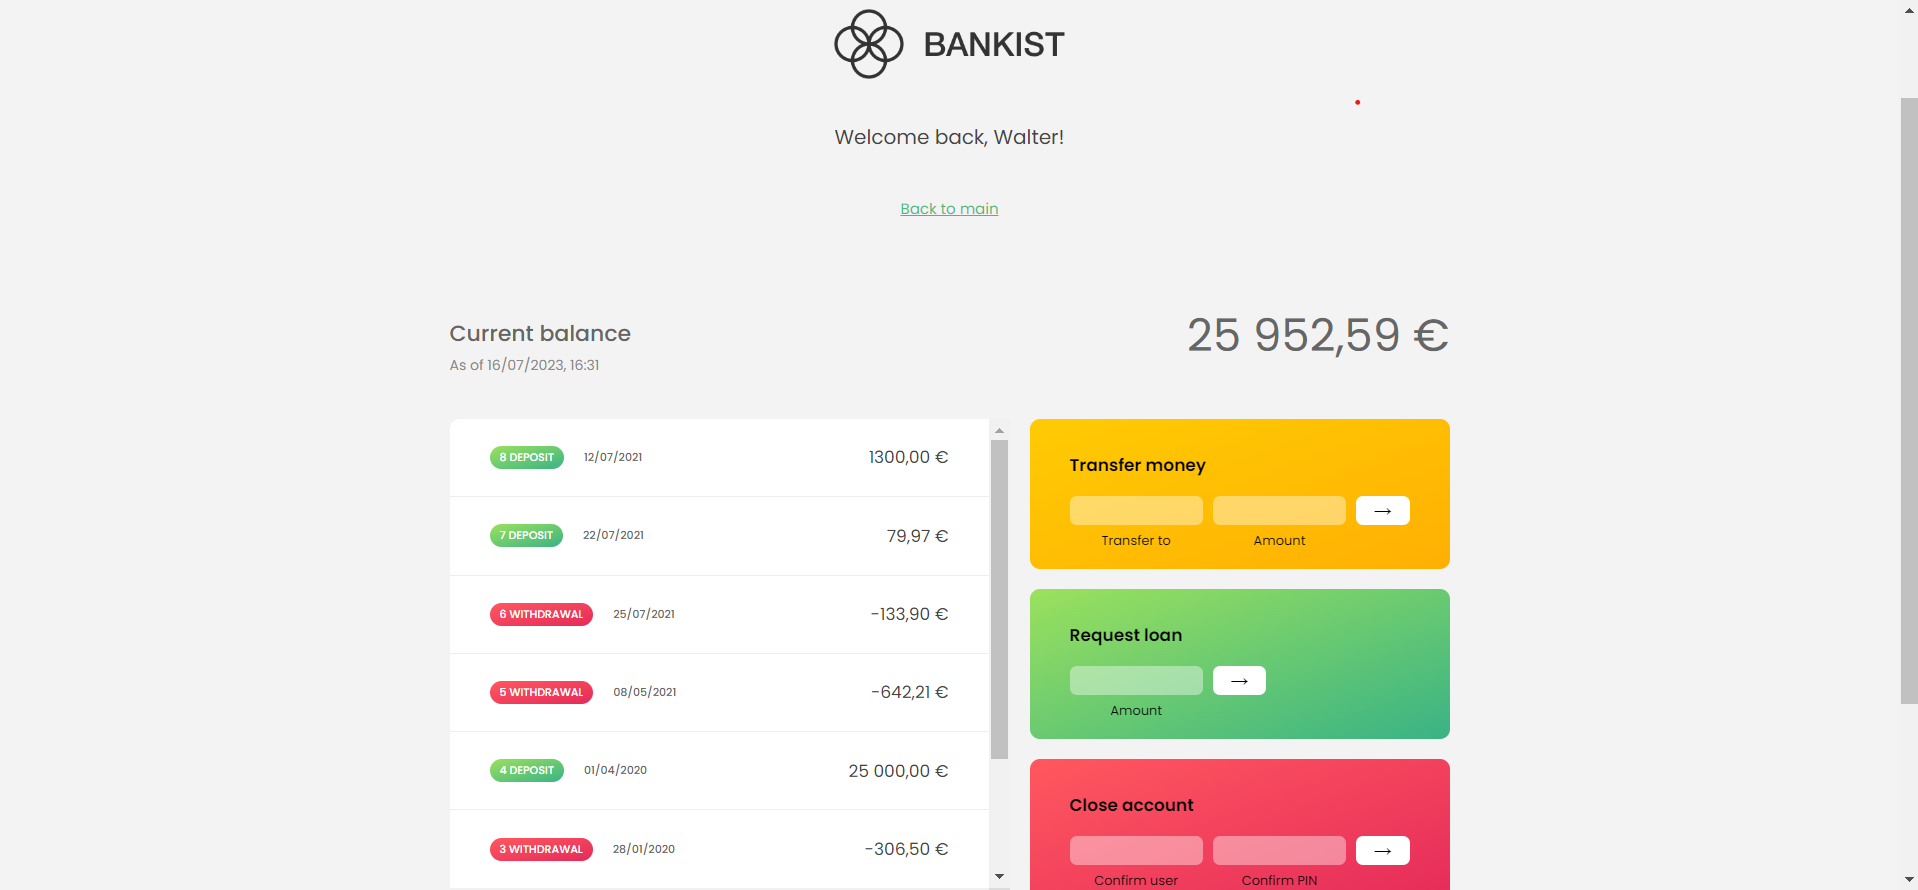 BANKIST
Welcome back, Walter!
Back to main
Current balance
As of 16/07/2023, 16:31
25 952,59 €
8 DEPOSIT 12/07/2021 1300,00 €
7 DEPOSIT 22/07/2021 79,97 €
6 WITHDRAWAL 25/07/2021 -133,90 €
5 WITHDRAWAL 08/05/2021 -642,21 €
4 DEPOSIT 01/04/2020 25 000,00 €
3 WITHDRAWAL 28/01/2020 -306,50 €
Transfer money
→
Transfer to Amount
Request loan
→
Amount
Close account
→
Confirm user Confirm PIN